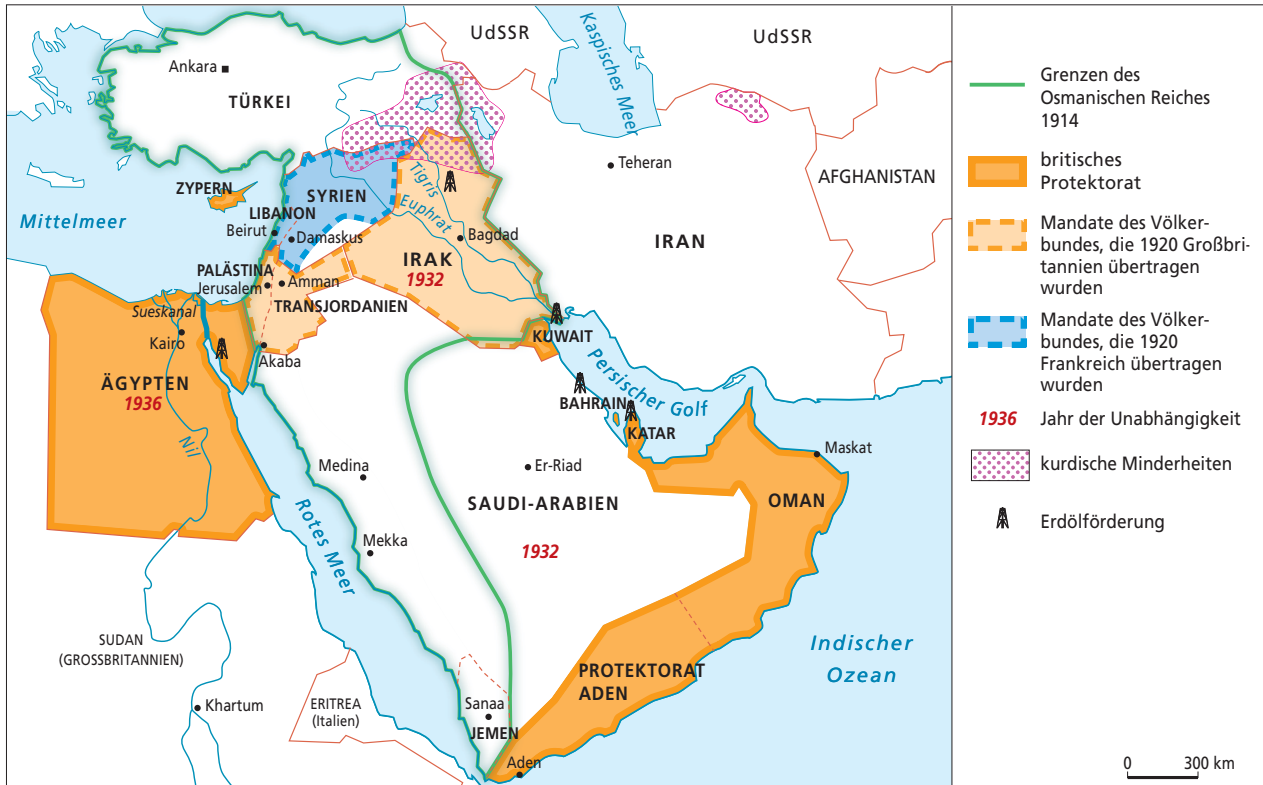 UdSSR
UdSSR
Kaspisches Meer
Ankara
TÜRKEI
Teheran
AFGHANISTAN
ZYPERN
SYRIEN
Tigris
Euphrat
Mittelmeer
LIBANON
Beirut
Damaskus
Bagdad
IRAN
IRAK
1932
PALÄSTINA
Jerusalem
Amman
TRANSJORDANIEN
Sueskanal
Kairo
Akaba
KUWAIT
Persischer Golf
ÄGYPTEN
1936
BAHRAIN
KATAR
Nil
Maskat
Medina
Er-Riad
SAUDI-ARABIEN
OMAN
1932
Rotes Meer
Mekka
SUDAN
(GROSSBRITANNIEN)
Indischer
Ozean
PROTEKTORAT
ADEN
ERITREA
(Italien)
Khartum
Sanaa
JEMEN
Aden
Grenzen des
Osmanischen Reiches
1914
britisches
Protektorat
Mandate des Völker-
bundes, die 1920 Großbri-
tannien übertragen
wurden
Mandate des Völker-
bundes, die 1920
Frankreich übertragen
wurden
1936 Jahr der Unabhängigkeit
kurdische Minderheiten
Erdölförderung
0 300 km